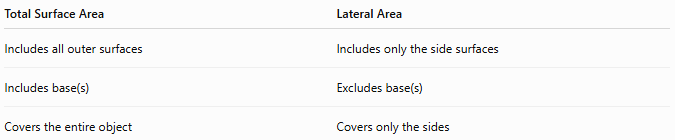 Total Surface Area Lateral Area
Includes all outer surfaces Includes only the side surfaces
Includes base(s) Excludes base(s)
Covers the entire object Covers only the sides